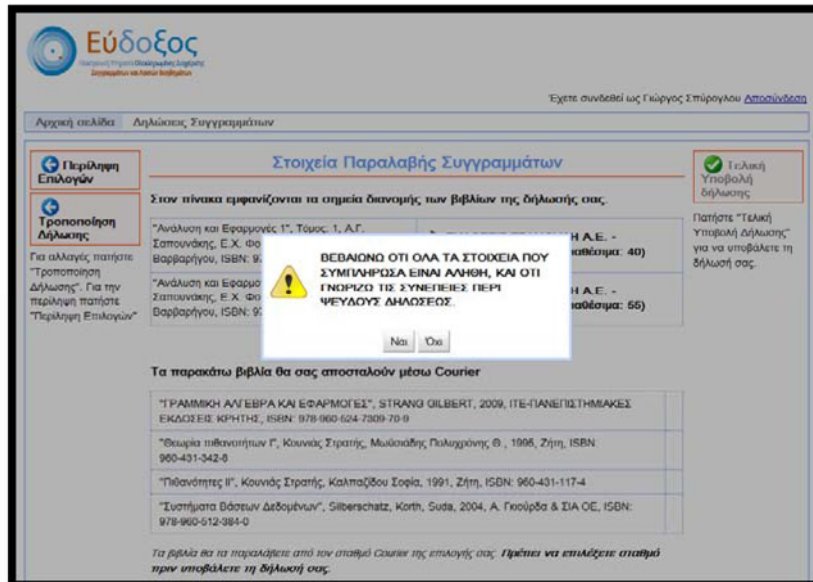 Εύδοξος
Συγγραμμάτων και Λοιπών Βοηθημάτων
Έχετε συνδεθεί ως Γιώργος Σπύρογλου Αποσύνδεση
Αρχική σελίδα Δηλώσεις Συγγραμμάτων
Περίληψη
Επιλογών
Τροποποίηση
Δήλωσης
Για αλλαγές πατήστε
"Τροποποίηση
Δήλωσης". Για την
περίληψη πατήστε
"Περίληψη Επιλογών"
Στοιχεία Παραλαβής Συγγραμμάτων
Στον πίνακα εμφανίζονται τα σημεία διανομής των βιβλίων της δήλωσής σας.
"Ανάλυση και Εφαρμογές 1", Τόμος: 1, Α.Γ.
Σαπουνάκης, Ε.Χ. Φο
Βαρβαρήγου, ISBN: 97
Η Α.Ε. -
αθέσιμα: 40)
"Ανάλυση και Εφαρμο
Σαπουνάκης, Ε.Χ. Φο
Βαρβαρήγου, ISBN: 97
Η Α.Ε. -
αθέσιμα: 55)
ΒΕΒΑΙΩΝΩ ΟΤΙ ΟΛΑ ΤΑ ΣΤΟΙΧΕΙΑ ΠΟΥ
ΣΥΜΠΛΗΡΩΣΑ ΕΙΝΑΙ ΑΛΗΘΗ, ΚΑΙ ΟΤΙ
ΓΝΩΡΙΖΩ ΤΙΣ ΣΥΝΕΠΕΙΕΣ ΠΕΡΙ
ΨΕΥΔΟΥΣ ΔΗΛΩΣΕΩΣ.
Ναι Όχι
Τα παρακάτω βιβλία θα σας αποσταλούν μέσω Courier
"ΓΡΑΜΜΙΚΗ ΑΛΓΕΒΡΑ ΚΑΙ ΕΦΑΡΜΟΓΕΣ", STRANG GILBERT, 2009, ΙΤΕ-ΠΑΝΕΠΙΣΤΗΜΙΑΚΕΣ
ΕΚΔΟΣΕΙΣ ΚΡΗΤΗΣ, ISBN: 978-960-524-7309-70-9
"Θεωρία πιθανοτήτων Γ", Κουνιάς Στρατής, Μωϋσιάδης Πολυχρόνης Θ., 1995, Ζήτη, ISBN:
960-431-342-8
"Πιθανότητες ΙΙ", Κουνιάς Στρατής, Καλπαζίδου Σοφία, 1991, Ζήτη, ISBN: 960-431-117-4
"Συστήματα Βάσεων Δεδομένων", Silberschatz, Korth, Suda, 2004, Α. Γκιούρδα & ΣΙΑ ΟΕ, ISBN:
978-960-512-384-0
Τα βιβλία θα τα παραλάβετε από τον σταθμό Courier της επιλογής σας. Πρέπει να επιλέξετε σταθμό
πριν υποβάλετε τη δήλωσή σας.
Τελική
Υποβολή
δήλωσης
Πατήστε "Τελική
Υποβολή Δήλωσης"
για να υποβάλετε τη
δήλωσή σας.